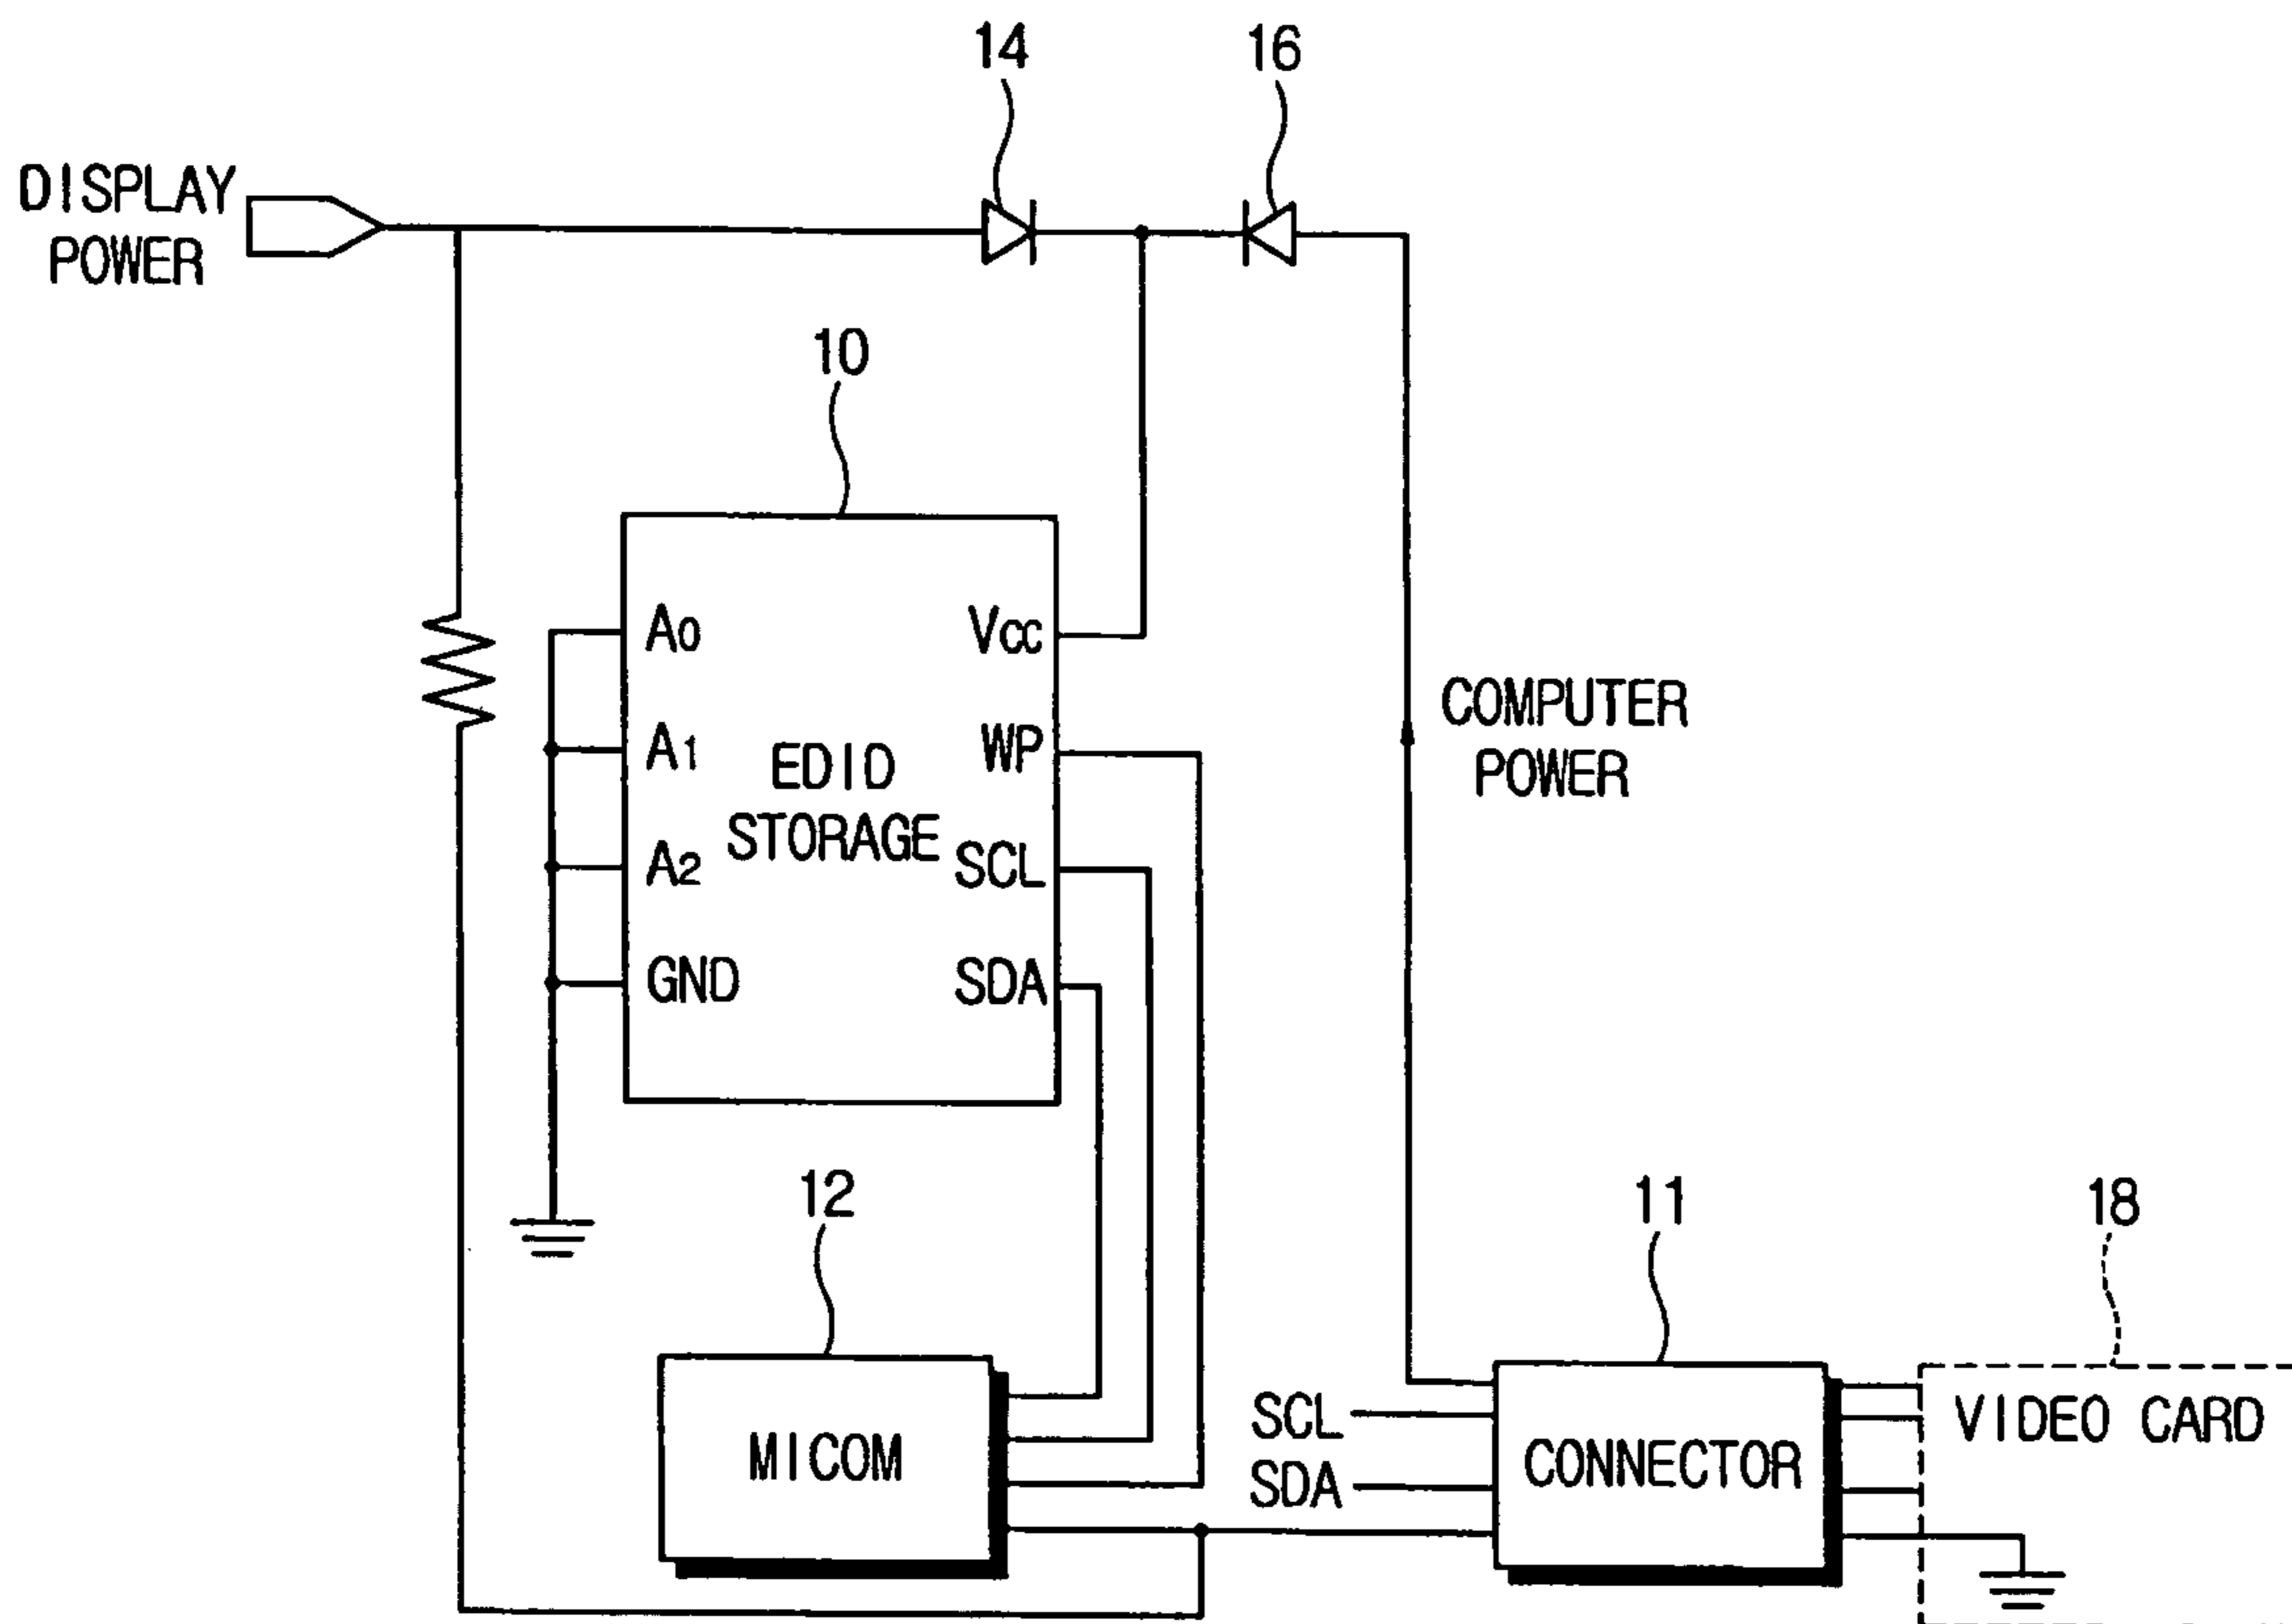 14
16
DISPLAY
POWER
10
A0
Vcc
COMPUTER
POWER
A1
WP
EDID
STORAGE
A2
SCL
GND
SDA
12
11
18
SCL
SDA
MICOM
CONNECTOR
VIDEO CARD